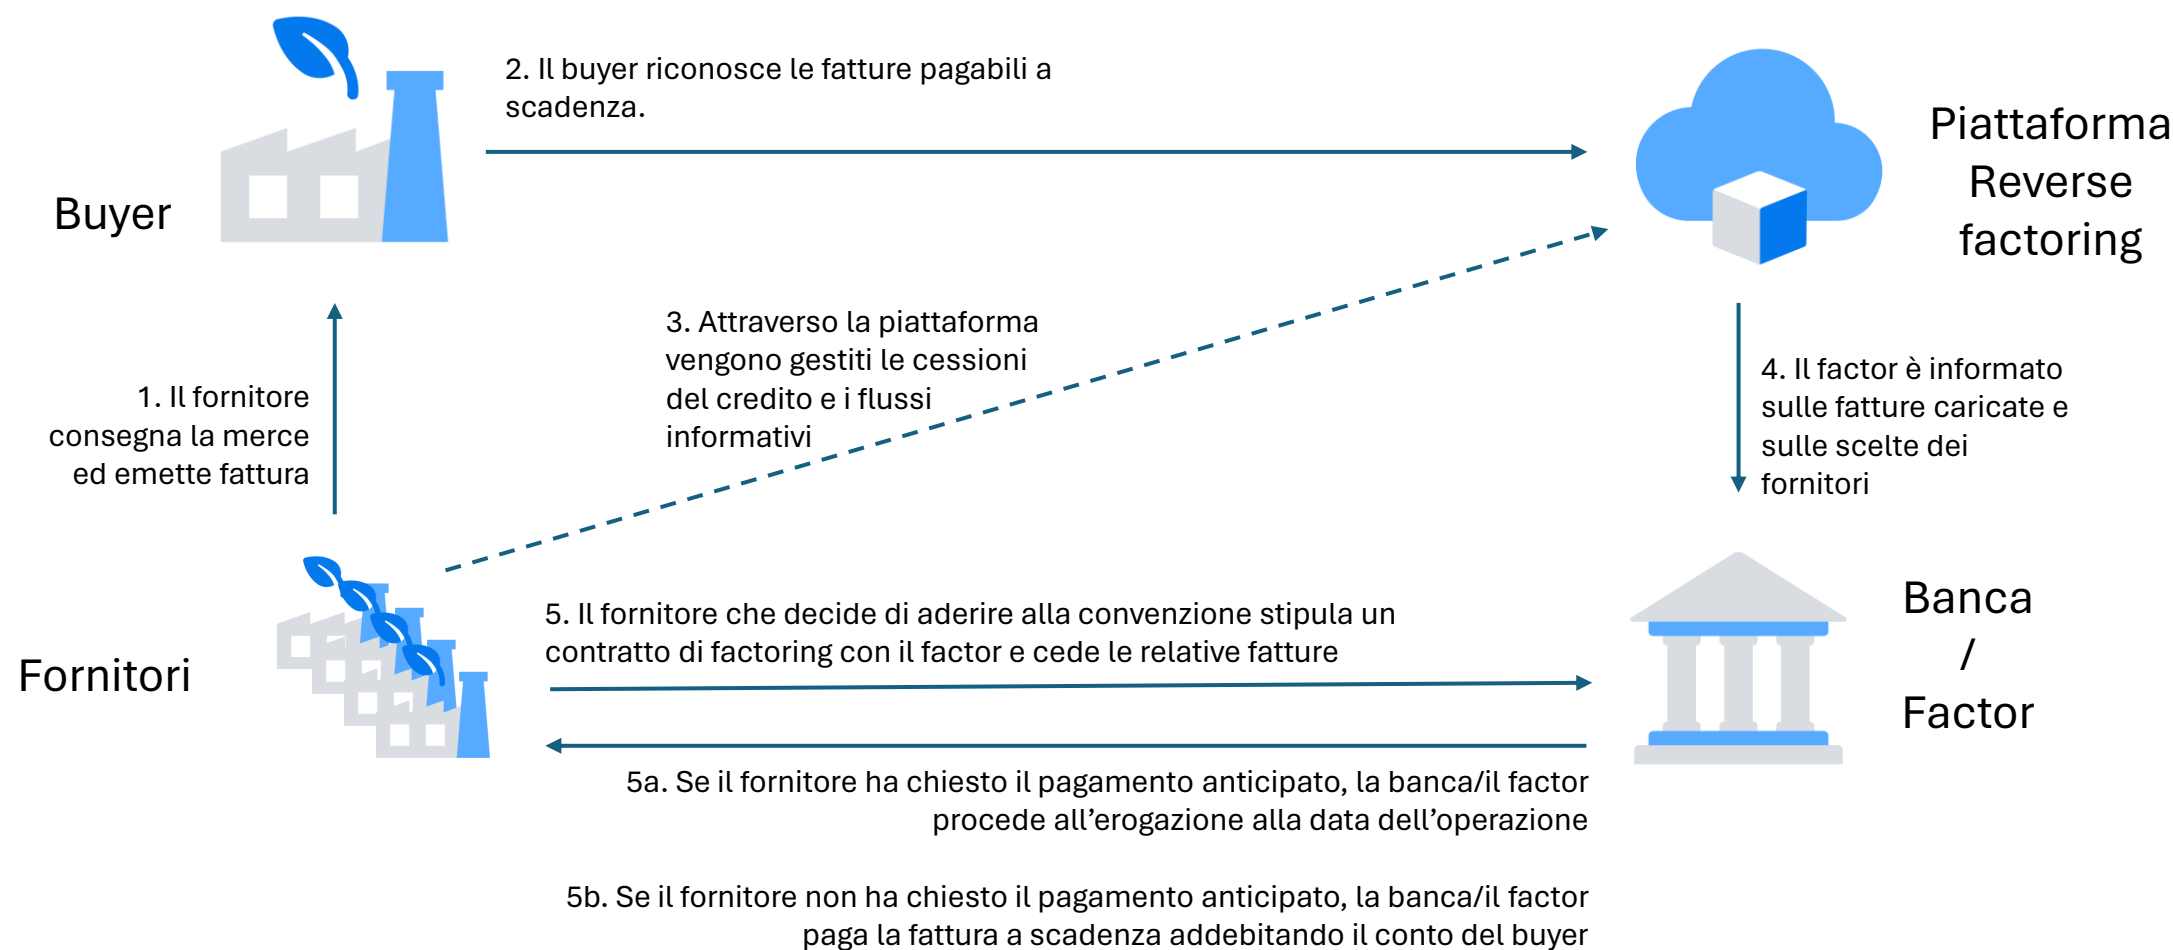 2. Il buyer riconosce le fatture pagabili a
scadenza.
Piattaforma
Reverse
factoring
Buyer
3. Attraverso la piattaforma
vengono gestiti le cessioni
del credito e i flussi
informativi
1. Il fornitore
consegna la merce
ed emette fattura
4. Il factor è informato
sulle fatture caricate e
sulle scelte dei
fornitori
Fornitori
5. Il fornitore che decide di aderire alla convenzione stipula un
contratto di factoring con il factor e cede le relative fatture
Banca
/
Factor
5a. Se il fornitore ha chiesto il pagamento anticipato, la banca/il factor
procede all’erogazione alla data dell’operazione
5b. Se il fornitore non ha chiesto il pagamento anticipato, la banca/il factor
paga la fattura a scadenza addebitando il conto del buyer